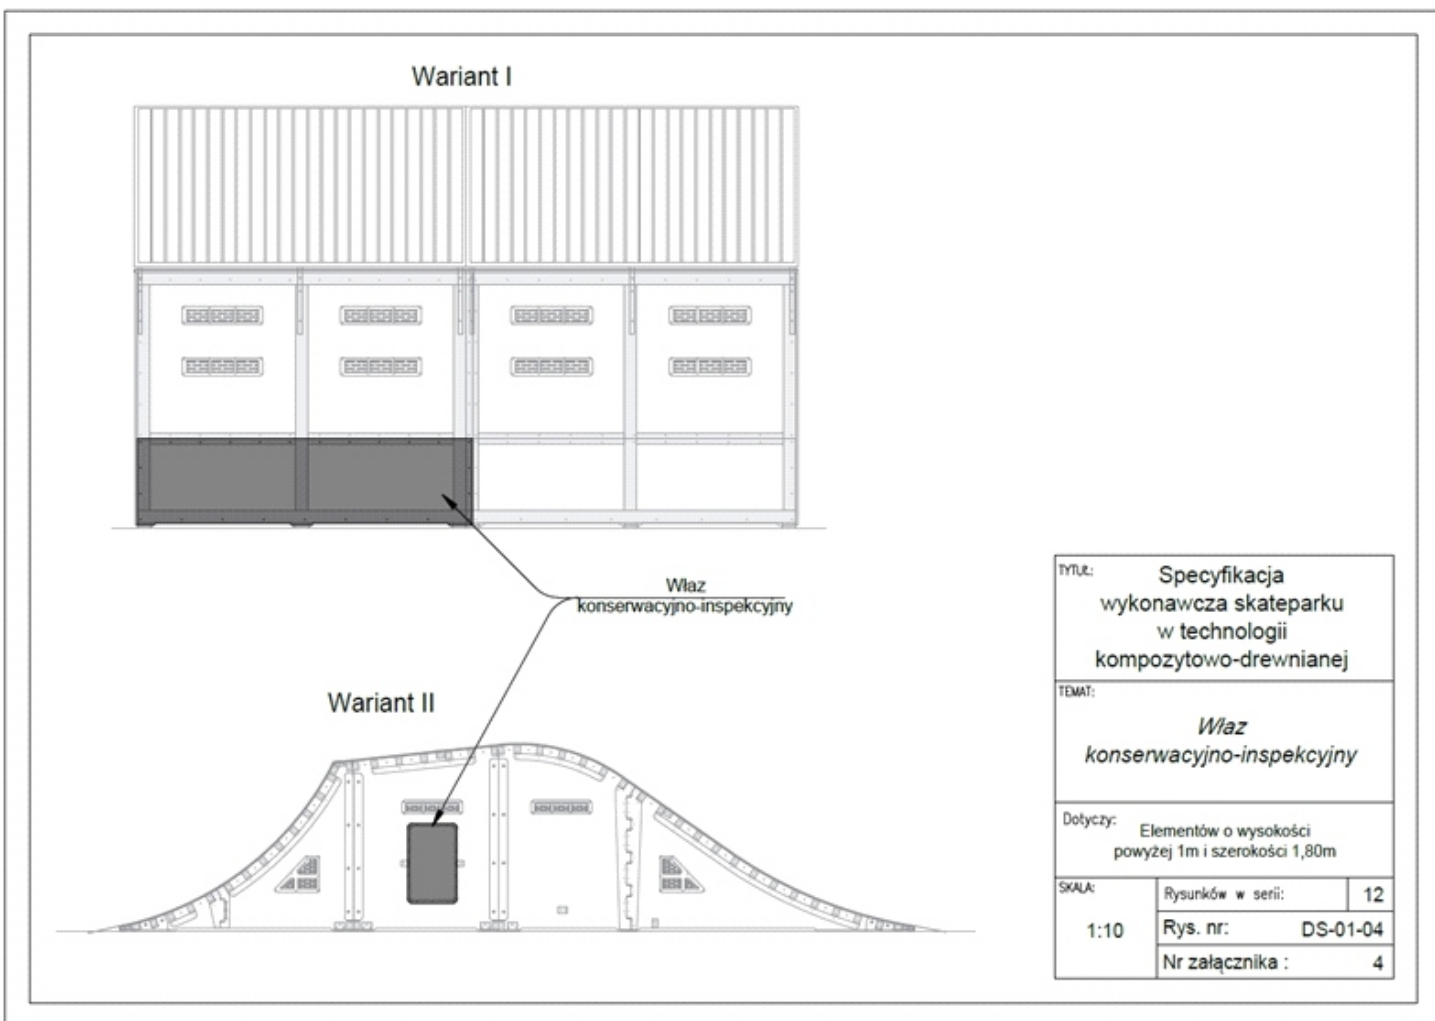 Wariant I
Właz
konserwacyjno-inspekcyjny
Wariant II
TYTUŁ:
Specyfikacja
wykonawcza skateparku
w technologii
kompozytowo-drewnianej
TEMAT:
Właz
konserwacyjno-inspekcyjny
Dotyczy:
Elementów o wysokości
powyżej 1m i szerokości 1,80m
SKALA:
1:10
Rysunków w serii: 12
Rys. nr: DS-01-04
Nr załącznika : 4